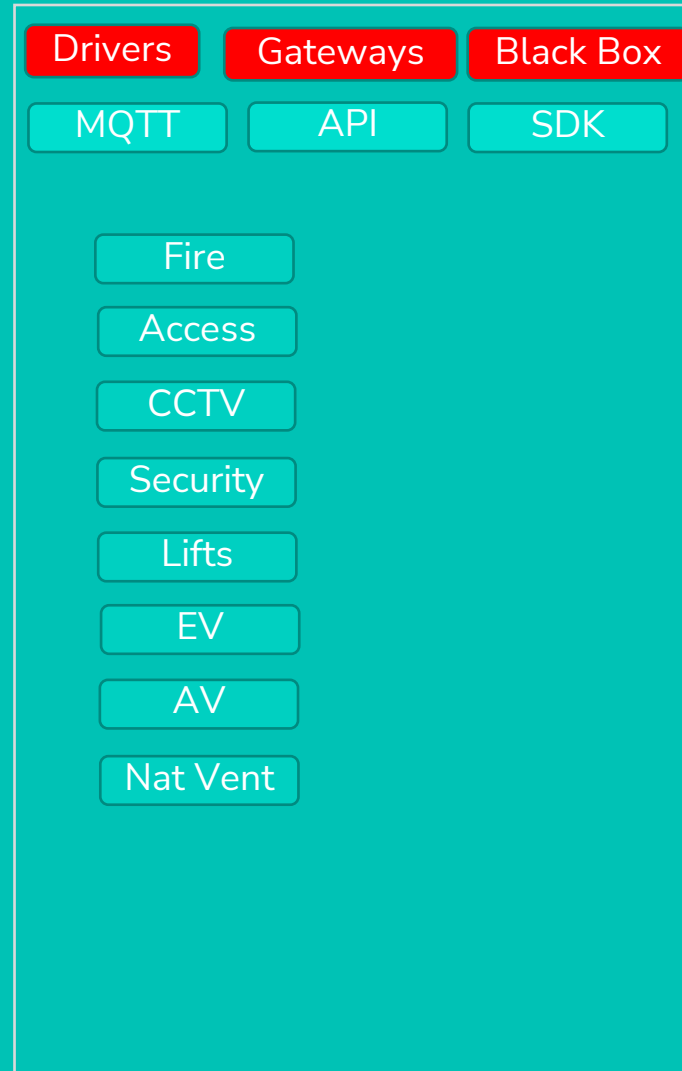 Drivers Gateways Black Box
MQTT API SDK
Fire
Access
CCTV
Security
Lifts
EV
AV
Nat Vent